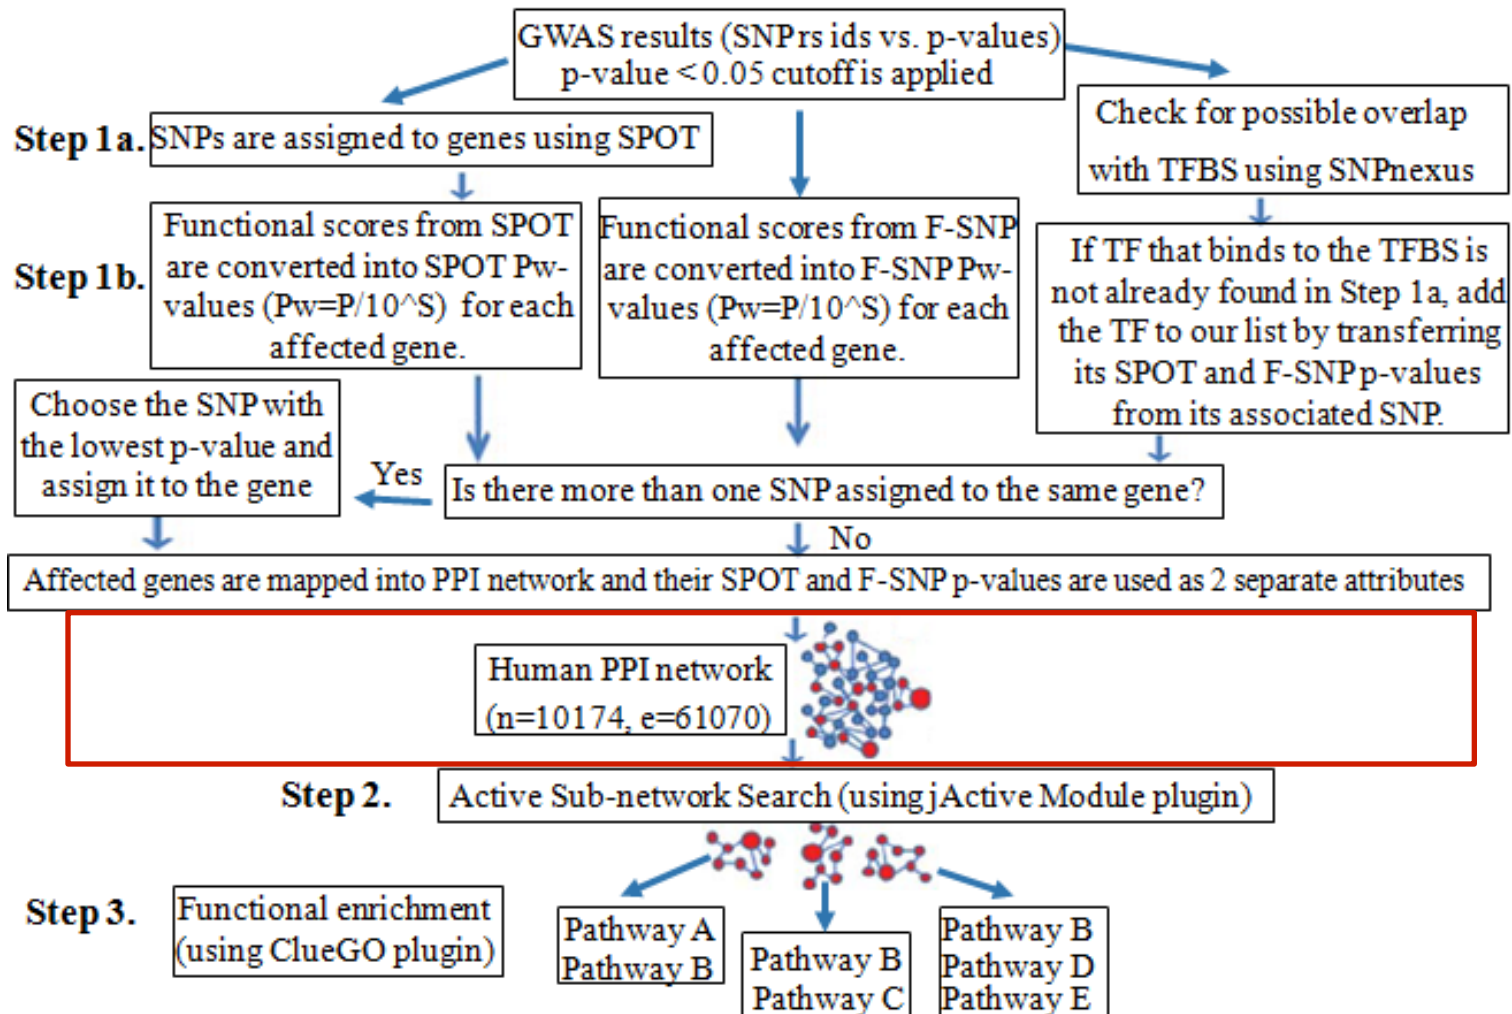 GWAS results (SNP rs ids vs. p-values)
p-value < 0.05 cutoff is applied
Step 1a.
SNPs are assigned to genes using SPOT
Check for possible overlap
with TFBS using SNPnexus
Step 1b.
Functional scores from SPOT
are converted into SPOT Pw-
values (Pw=P/10^S) for each
affected gene.
Functional scores from F-SNP
are converted into F-SNP Pw-
values (Pw=P/10^S) for each
affected gene.
If TF that binds to the TFBS is
not already found in Step 1a, add
the TF to our list by transferring
its SPOT and F-SNP p-values
from its associated SNP.
Choose the SNP with
the lowest p-value and
assign it to the gene
Yes
Is there more than one SNP assigned to the same gene?
No
Affected genes are mapped into PPI network and their SPOT and F-SNP p-values are used as 2 separate attributes
Human PPI network
(n=10174, e=61070)
Step 2.
Active Sub-network Search (using jActive Module plugin)
Step 3.
Functional enrichment
(using ClueGO plugin)
Pathway A
Pathway B
Pathway B
Pathway C
Pathway B
Pathway D
Pathway E